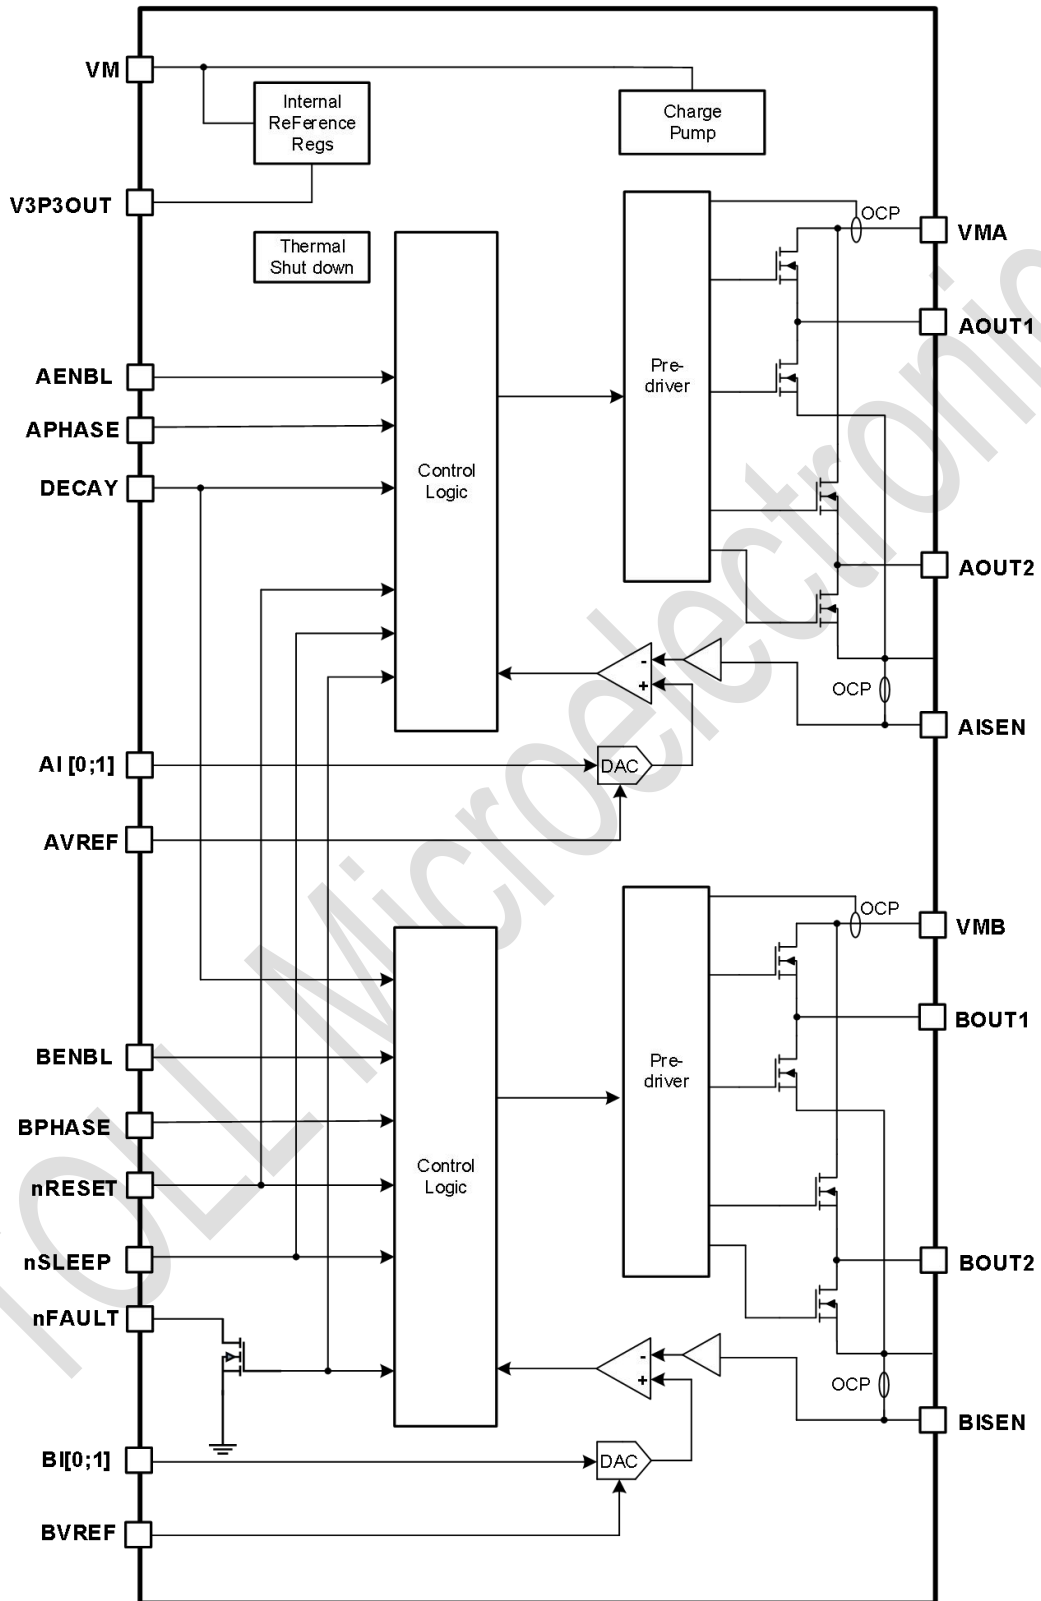 VM
Internal
ReFerence
Regs
Charge
Pump
V3P3OUT
OCP
VMA
Thermal
Shut down
AOUT1
AENBL
Pre-
driver
APHASE
DECAY
Control
Logic
AOUT2
-
+
OCP
AISEN
AI [0;1]
DAC
AVREF
OCP
VMB
BOUT1
BENBL
Pre-
driver
BPHASE
Control
Logic
nRESET
nSLEEP
BOUT2
nFAULT
-
+
OCP
BISEN
BI[0;1]
DAC
BVREF
TOLL Microelectronic